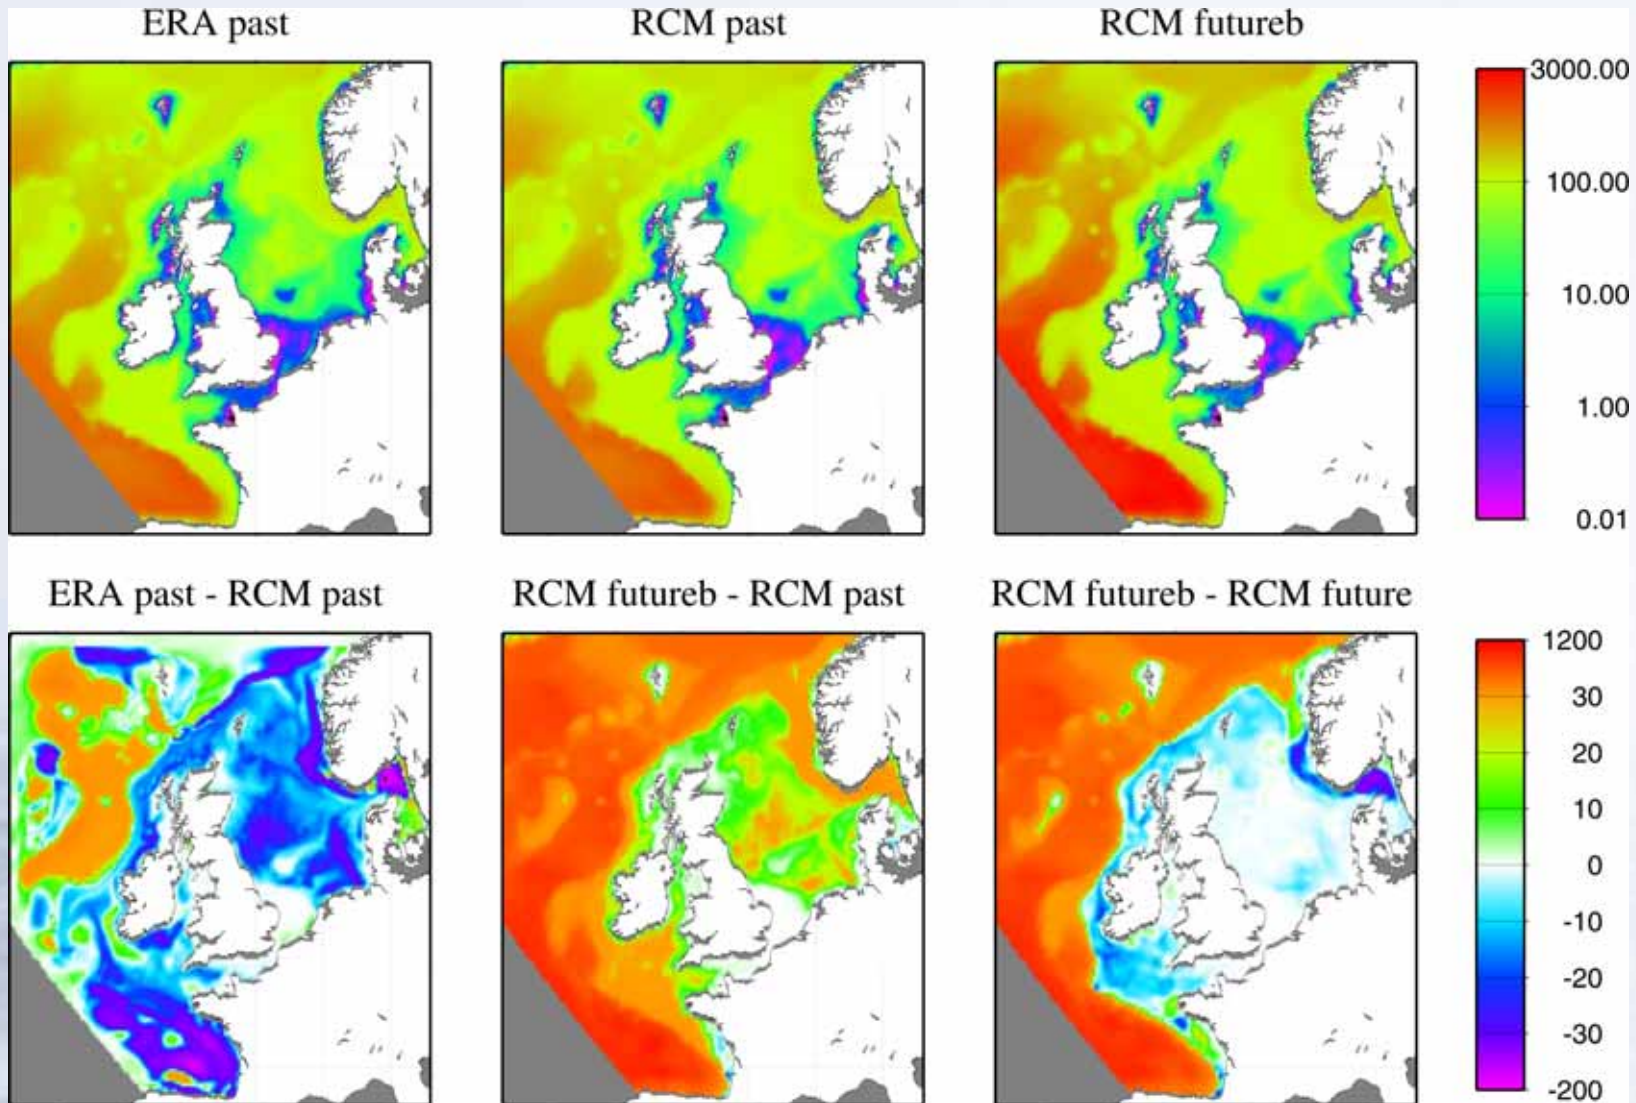 ERA past
RCM past
RCM futureb
3000.00
100.00
10.00
1.00
0.01
ERA past - RCM past
RCM futureb - RCM past
RCM futureb - RCM future
1200
30
20
10
0
-10
-20
-30
-200